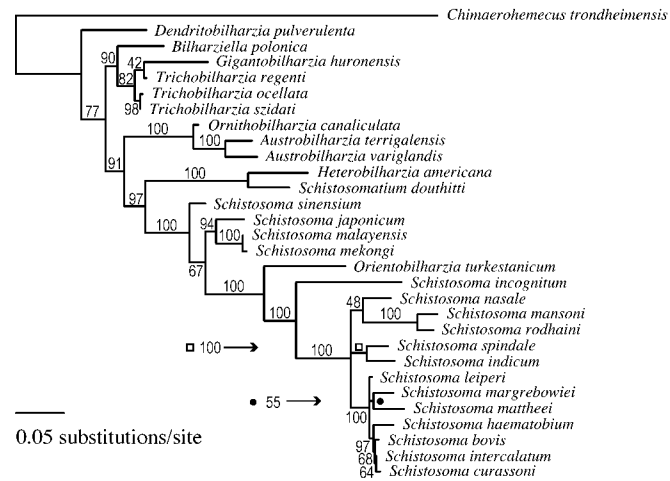 Chimaerohemecus trondheimensis
Dendritobilharzia pulverulenta
90 Bilharziella polonica
42 Gigantobilharzia huronensis
82 Trichobilharzia regenti
Trichobilharzia ocellata
77 98 Trichobilharzia szidati
100 Ornithobilharzia canaliculata
100 Austrobilharzia terrigalensis
91 Austrobilharzia variglandis
100 Heterobilharzia americana
97 Schistosomatium douthitti
100 Schistosoma sinensium
94 Schistosoma japonicum
100 Schistosoma malayensis
67 Schistosoma mekongi
100 Orientobilharzia turkestanicum
100 Schistosoma incognitum
48 Schistosoma nasale
100 Schistosoma mansoni
Schistosoma rodhaini
100 100 Schistosoma spindale
Schistosoma indicum
Schistosoma leiperi
55 Schistosoma margrebowiei
100 Schistosoma mattheei
Schistosoma haematobium
0.05 substitutions/site 97 Schistosoma bovis
68 Schistosoma intercalatum
64 Schistosoma curassoni